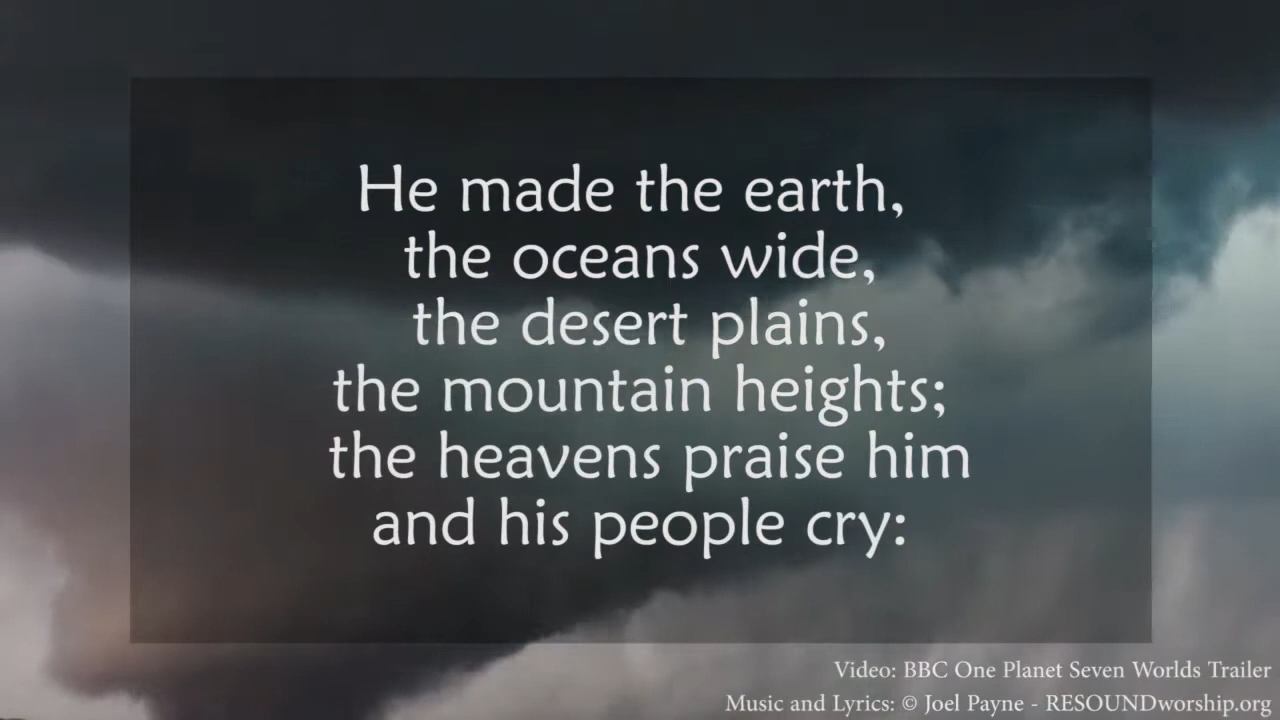 He made the earth,
the oceans wide,
the desert plains,
the mountain heights;
the heavens praise him
and his people cry:
Video: BBC One Planet Seven Worlds Trailer
Music and Lyrics: © Joel Payne - RESOUNDworship.org